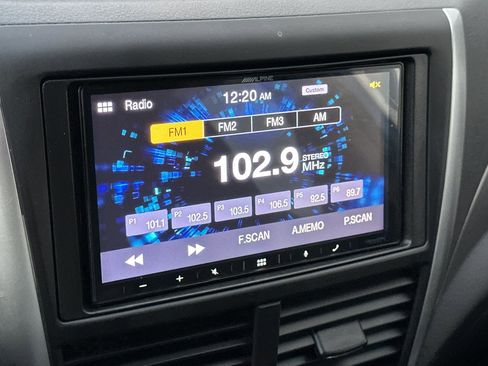 ALPINE
Radio 12:20 AM Custom
FM1 FM2 FM3 AM
102.9 STEREO MHz
P1 101.1 P2 102.5 P3 103.5 P4 106.5 P5 92.5 P6 89.7
F.SCAN A.MEMO P.SCAN